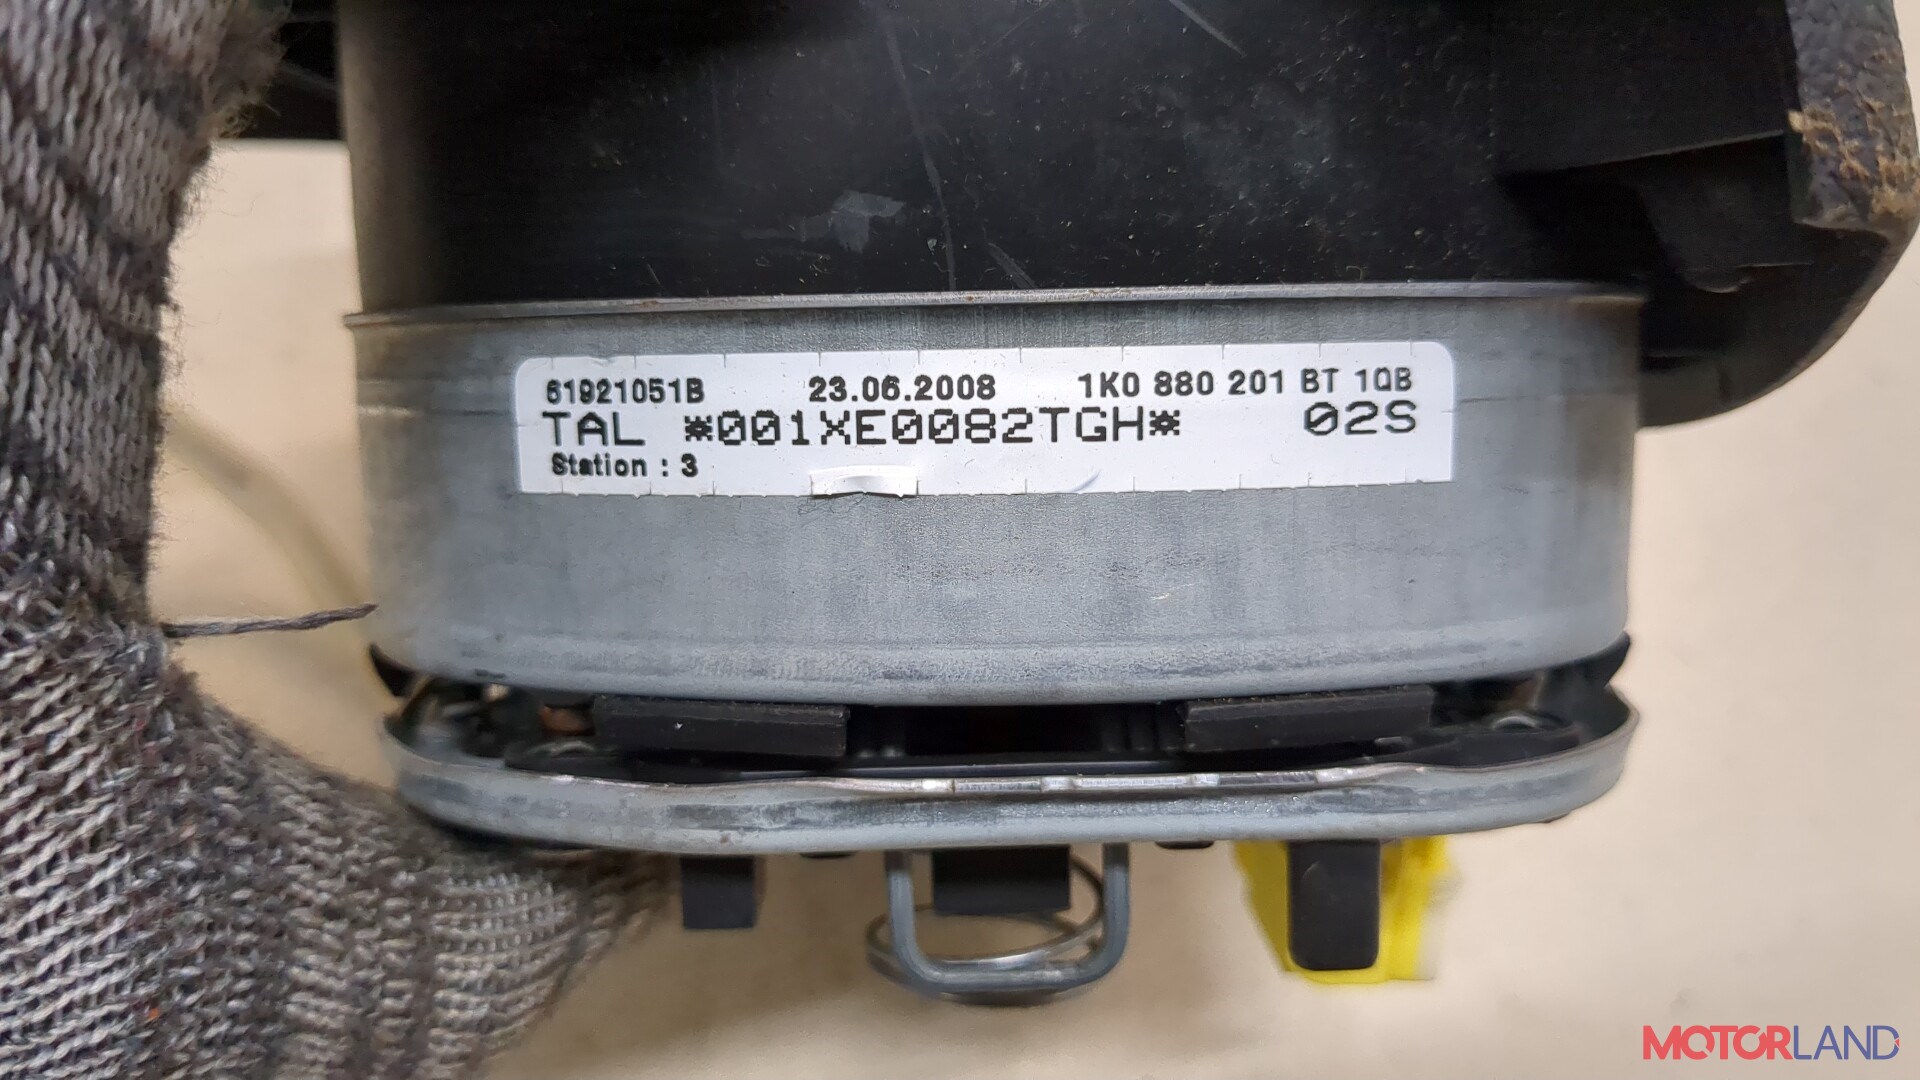 61921051B 23.06.2008 1K0 880 201 BT 1QB
TAL *001XE0082TGH* 02S
Station : 3
MOTORLAND